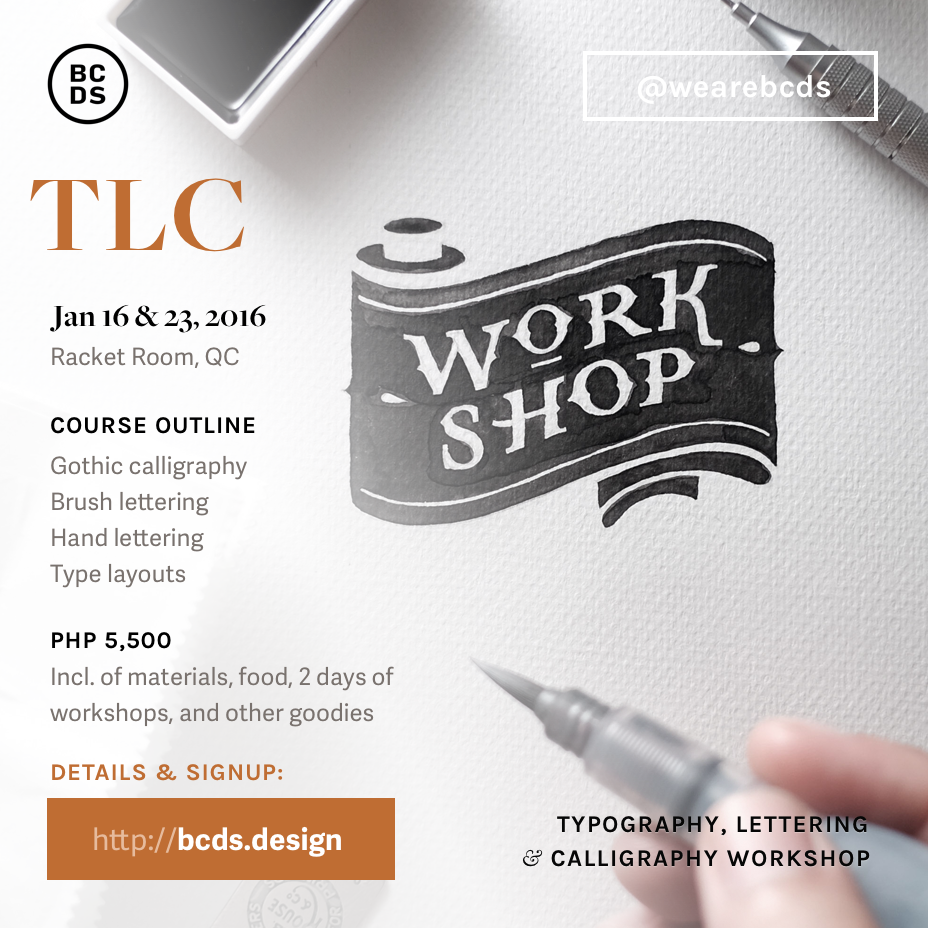 BC
DS
@wearebcds
TLC
Jan 16 & 23, 2016
Racket Room, QC
COURSE OUTLINE
Gothic calligraphy
Brush lettering
Hand lettering
Type layouts
PHP 5,500
Incl. of materials, food, 2 days of
workshops, and other goodies
DETAILS & SIGNUP:
http://bcds.design
WORK
SHOP
TYPOGRAPHY, LETTERING
& CALLIGRAPHY WORKSHOP